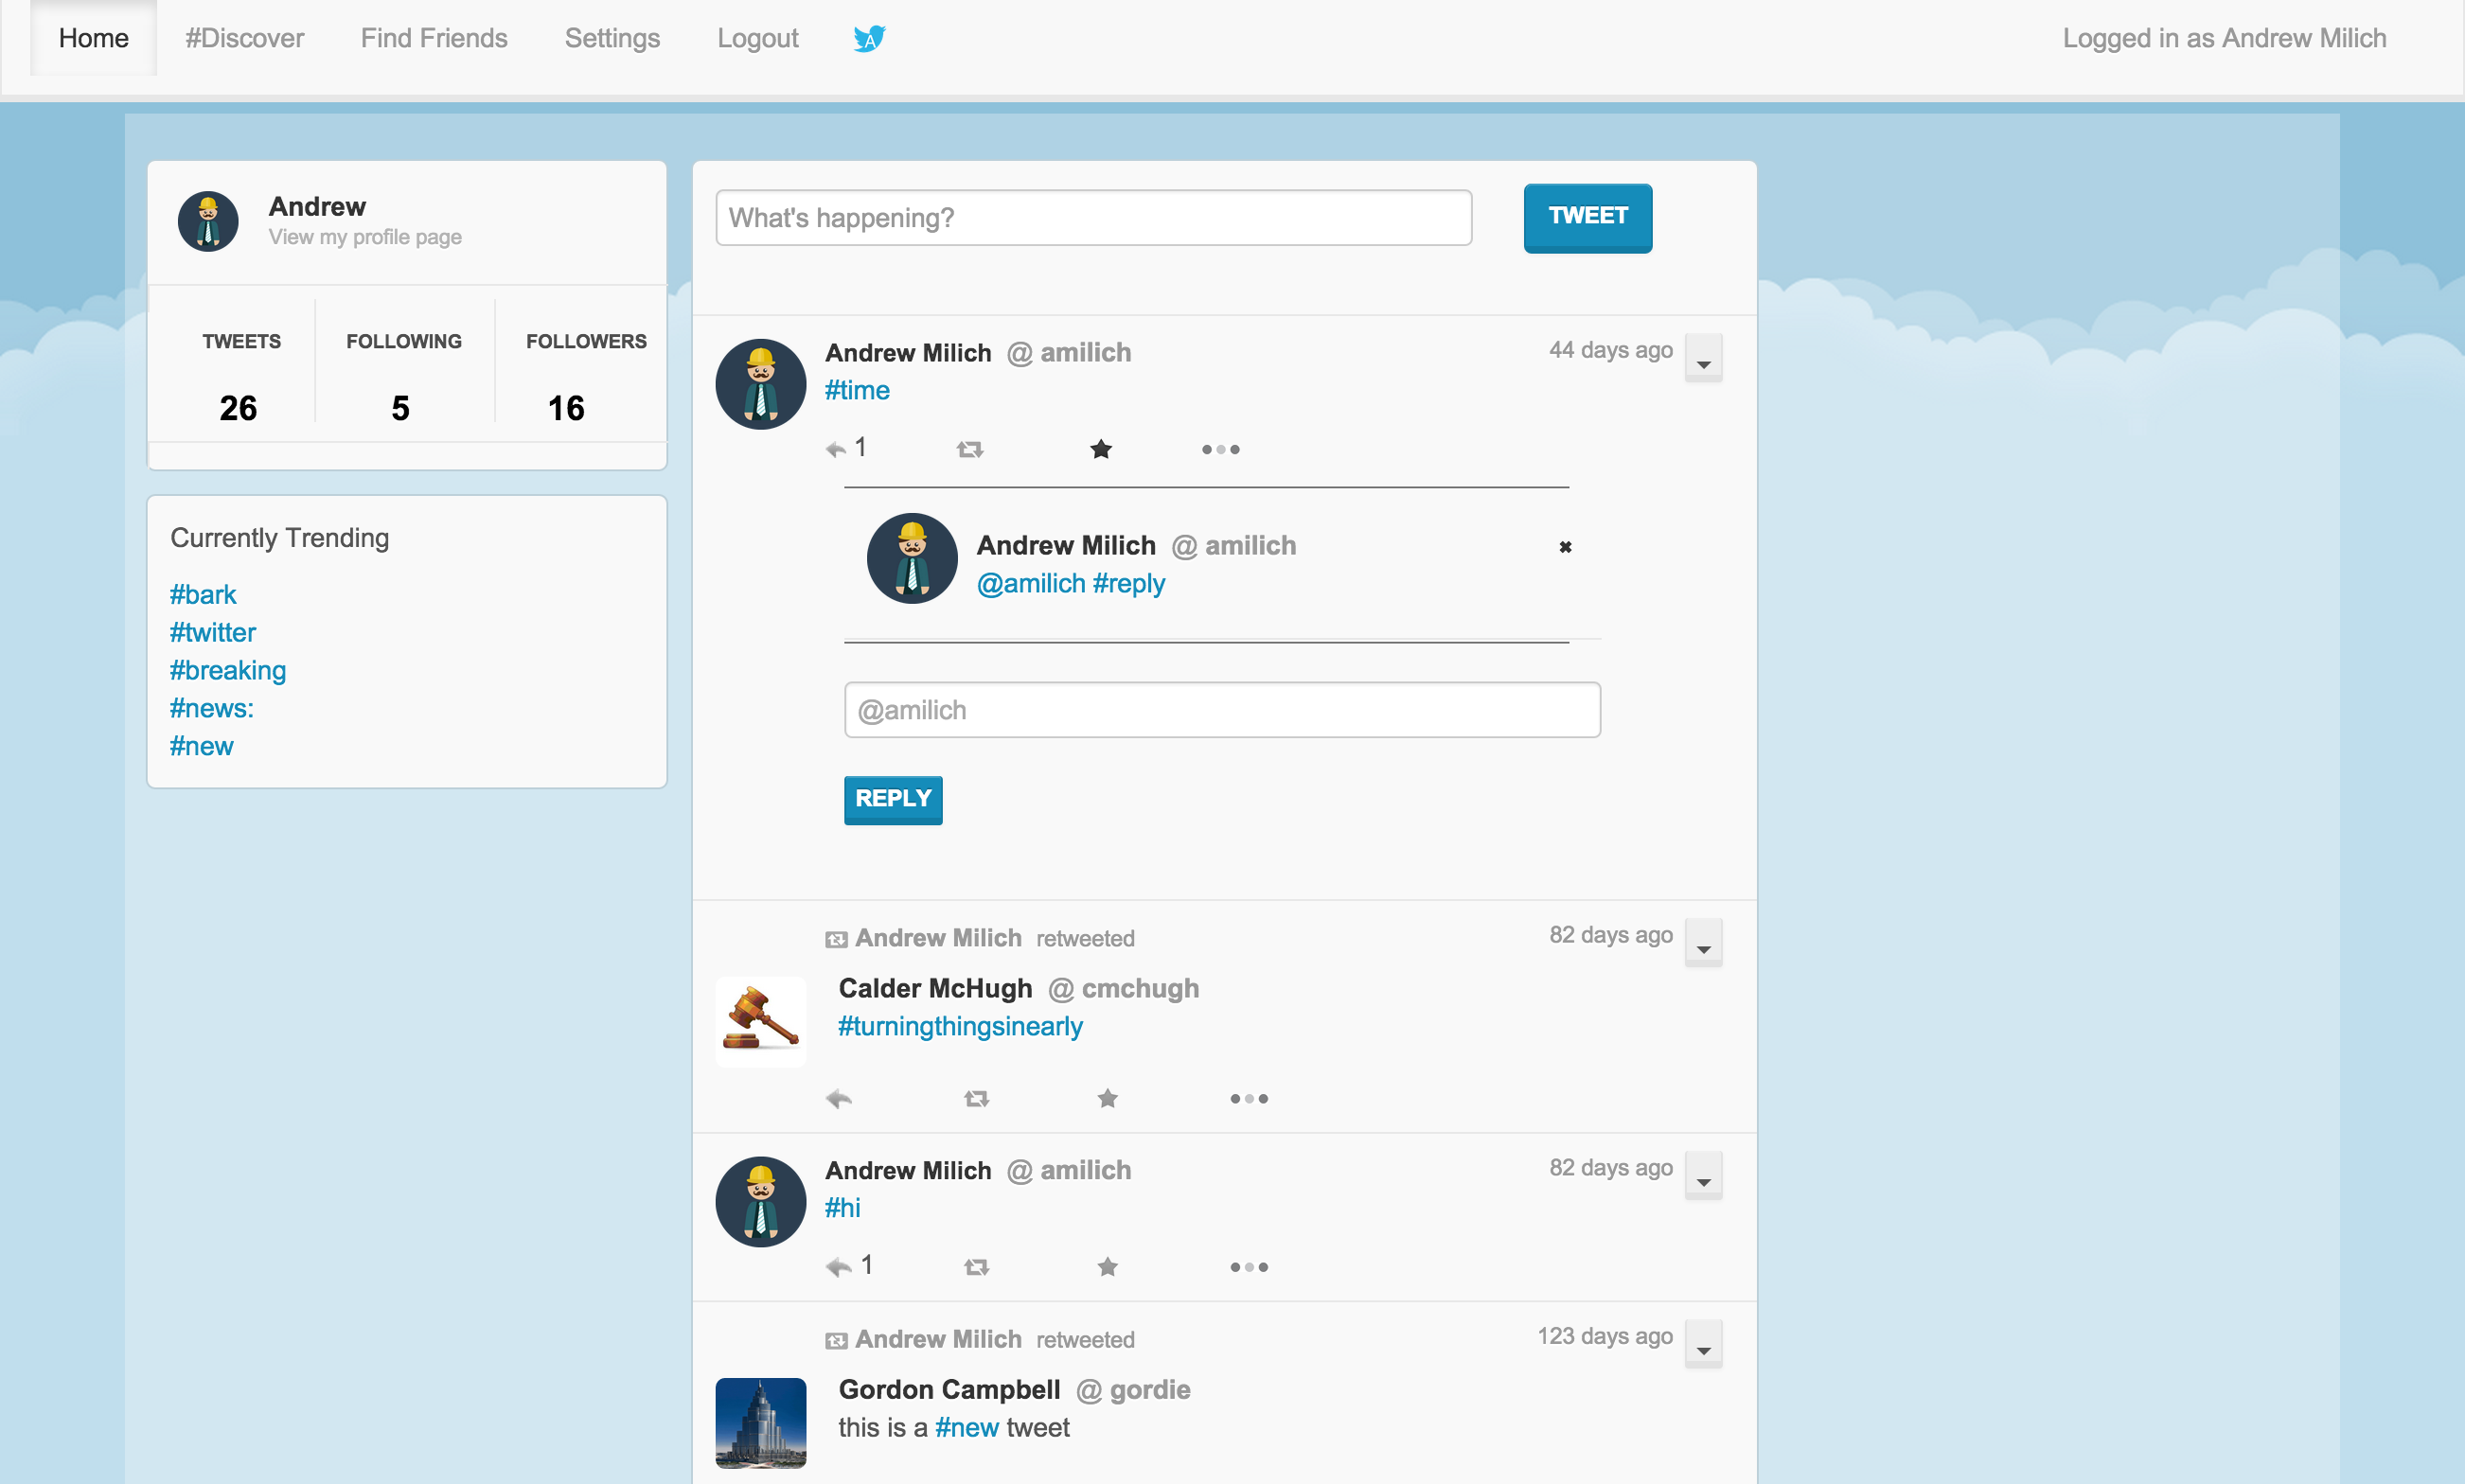 Home #Discover Find Friends Settings Logout A Logged in as Andrew Milich
Andrew
View my profile page
TWEETS FOLLOWING FOLLOWERS
26 5 16
Currently Trending
#bark
#twitter
#breaking
#news:
#new
What's happening? TWEET
Andrew Milich @ amilich 44 days ago
#time
1
Andrew Milich @ amilich
@amilich #reply
@amilich
REPLY
Andrew Milich retweeted 82 days ago
Calder McHugh @ cmchugh
#turningthingsinearly
Andrew Milich @ amilich 82 days ago
#hi
1
Andrew Milich retweeted 123 days ago
Gordon Campbell @ gordie
this is a #new tweet